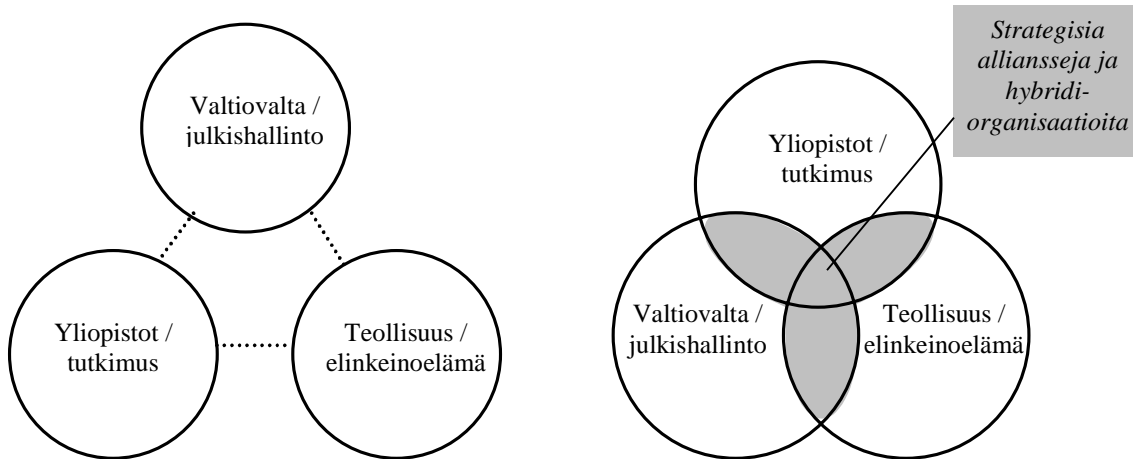 Valtiovalta /
julkishallinto
Yliopistot /
tutkimus
Teollisuus /
elinkeinoelämä
Strategisia
alliansseja ja
hybridi-
organisaatioita
Yliopistot /
tutkimus
Valtiovalta /
julkishallinto
Teollisuus /
elinkeinoelämä